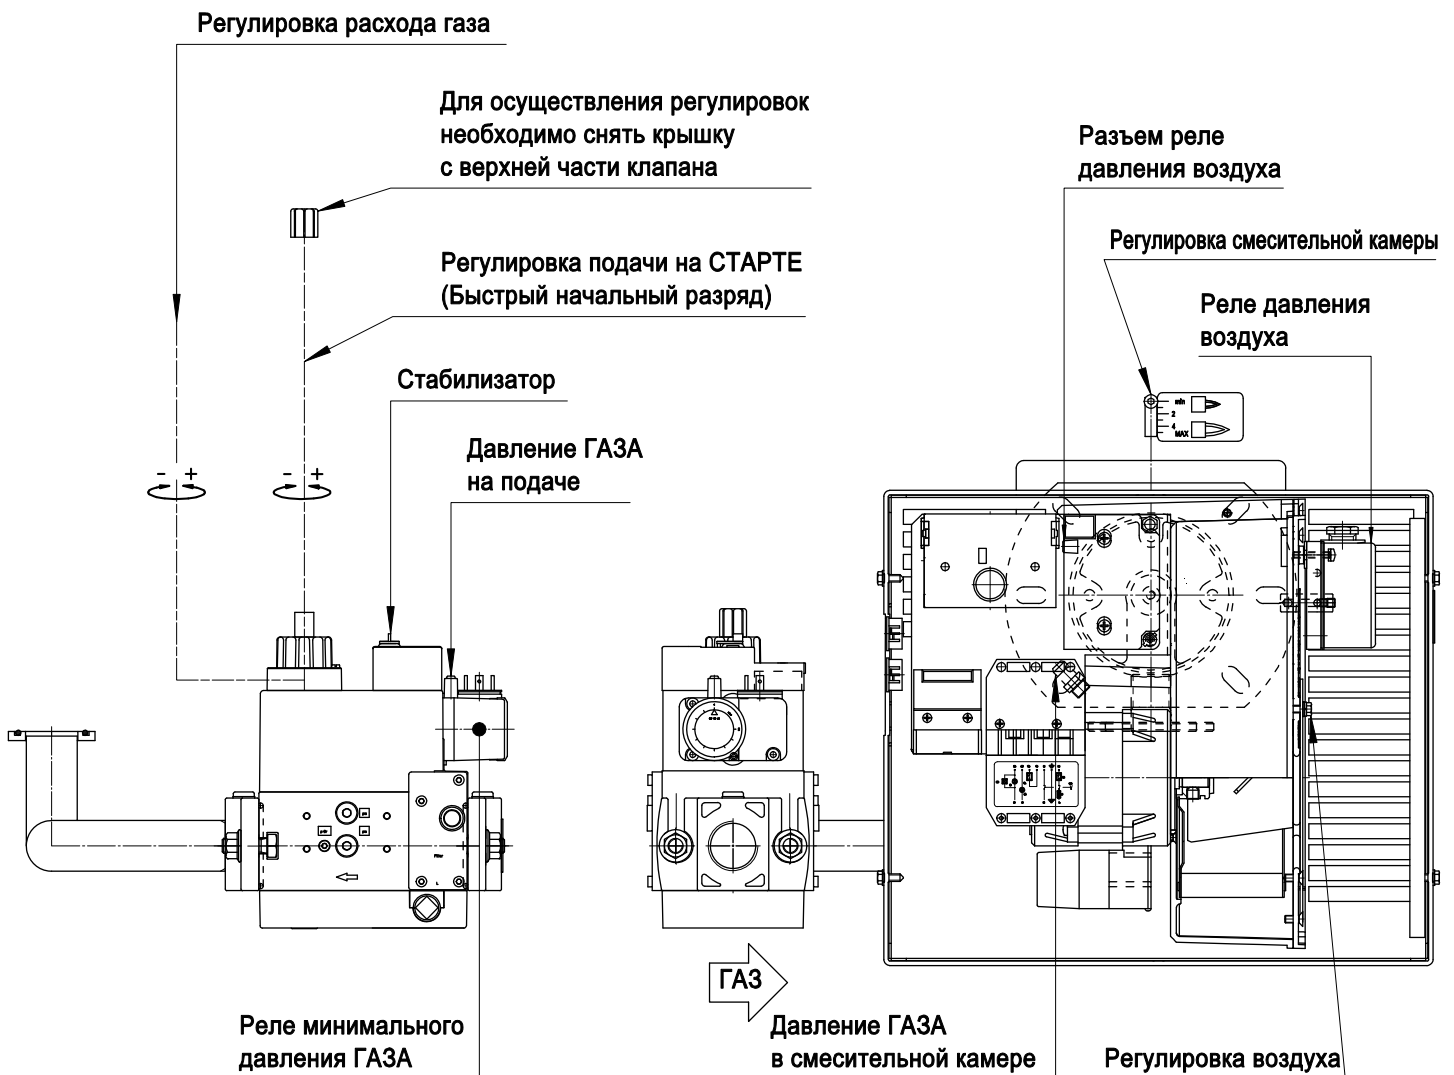 Регулировка расхода газа
Для осуществления регулировок
необходимо снять крышку
с верхней части клапана
Разъем реле
давления воздуха
Регулировка смесительной камеры
Регулировка подачи на СТАРТЕ
(Быстрый начальный разряд)
Реле давления
воздуха
Стабилизатор
min
2
4
MAX
Давление ГАЗА
на подаче
- +
- +
Filter
ГАЗ
Реле минимального
давления ГАЗА
Давление ГАЗА
в смесительной камере
Регулировка воздуха